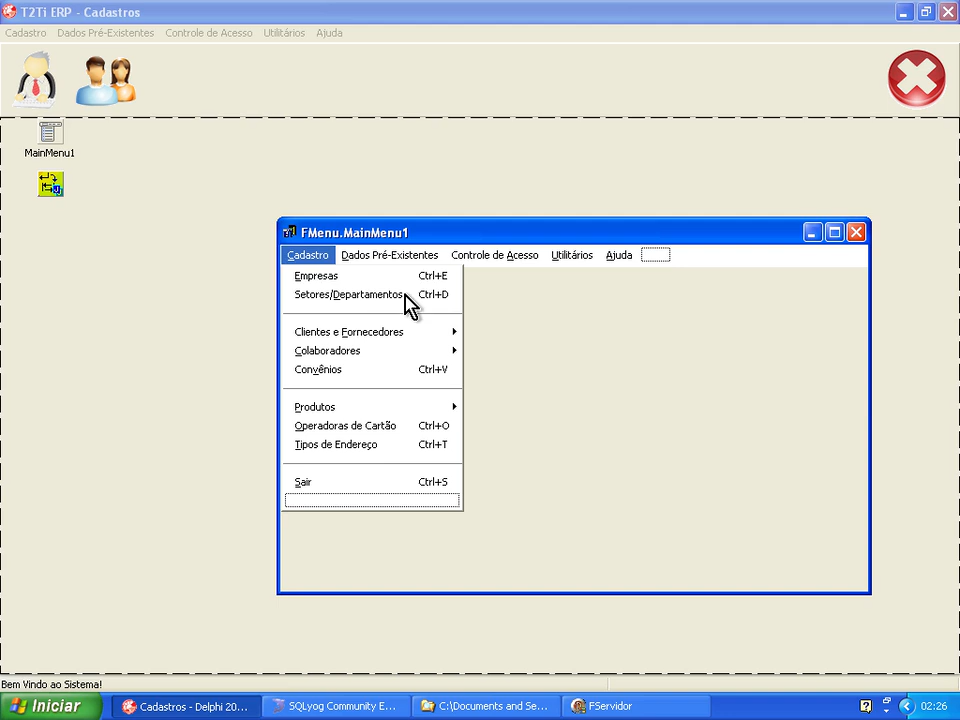 T2Ti ERP - Cadastros
Cadastro Dados Pré-Existentes Controle de Acesso Utilitários Ajuda
MainMenu1
FMenu.MainMenu1
Cadastro Dados Pré-Existentes Controle de Acesso Utilitários Ajuda
Empresas Ctrl+E
Setores/Departamentos Ctrl+D
Clientes e Fornecedores
Colaboradores
Convênios Ctrl+V
Produtos
Operadoras de Cartão Ctrl+O
Tipos de Endereço Ctrl+T
Sair Ctrl+S
Bem Vindo ao Sistema!
Iniciar Cadastros - Delphi 20... SQLyog Community E... C:\Documents and Se... FServidor 02:26